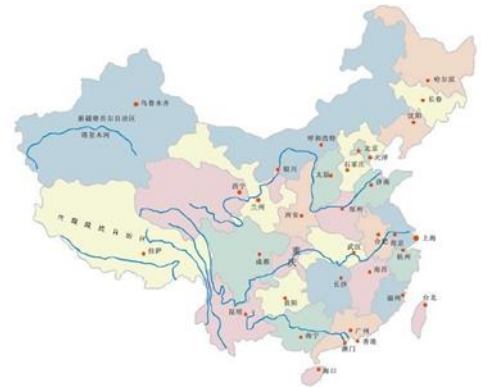 哈尔滨
长春
乌鲁木齐
沈阳
新疆维吾尔自治区
塔里木河
呼和浩特
北京
天津
银川
石家庄
太原
济南
西宁
兰州
郑州
西安
上海
合肥
南京
武汉
拉萨
成都
重庆
杭州
长沙
南昌
贵阳
福州
台北
昆明
南宁
广州
香港
澳门
海口